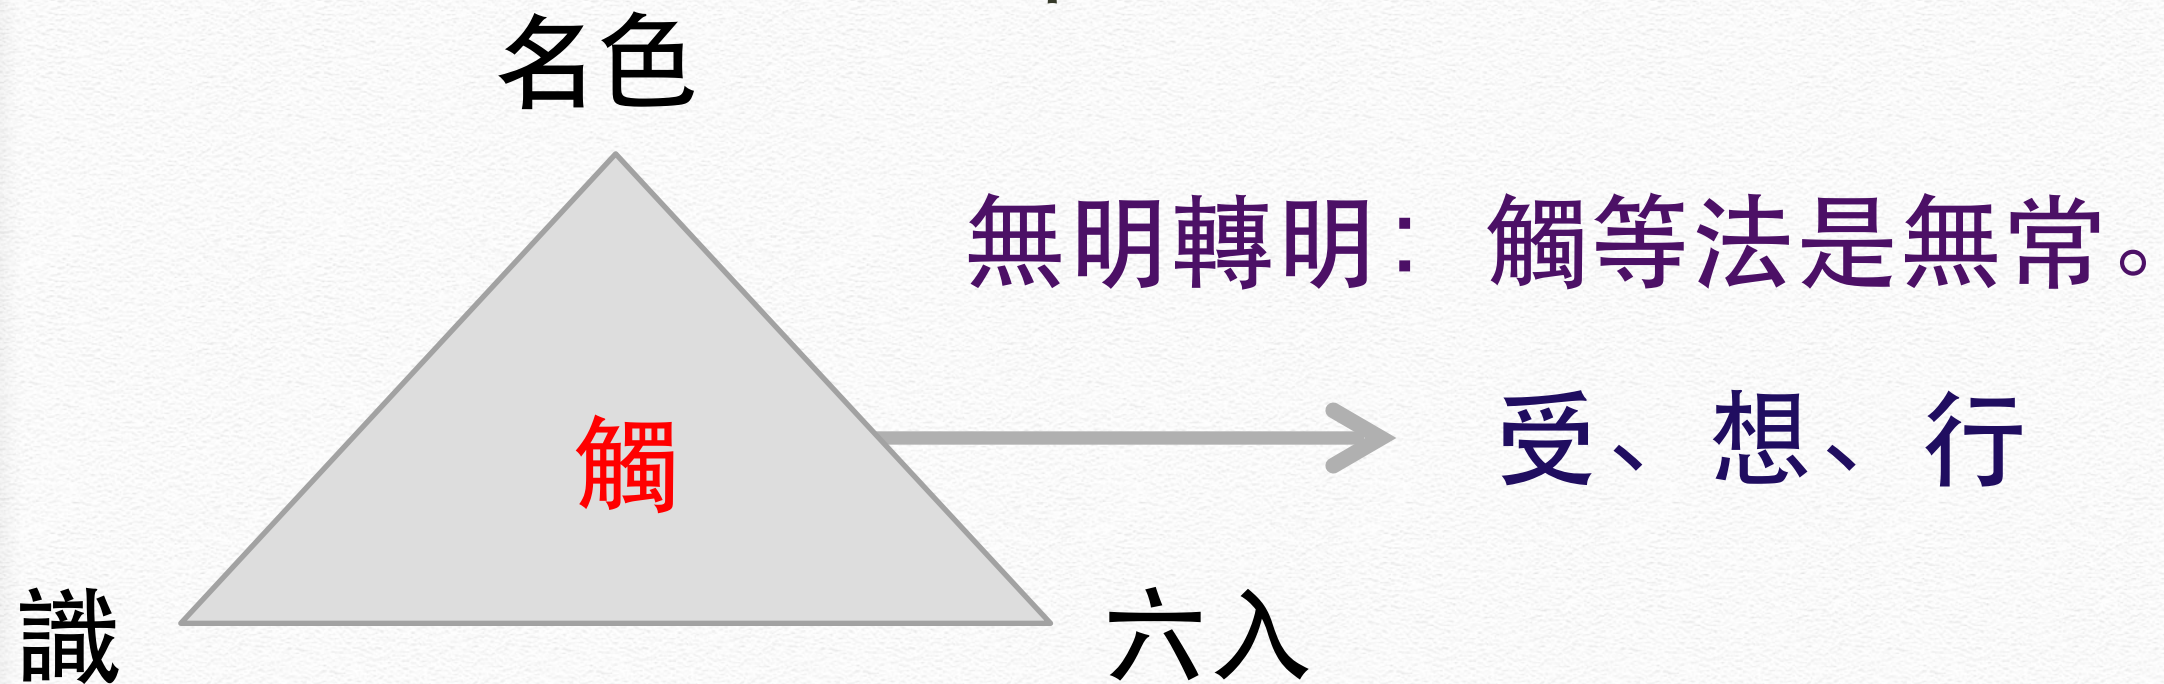 名色
無明轉明：觸等法是無常。
觸
受、想、行
識
六入